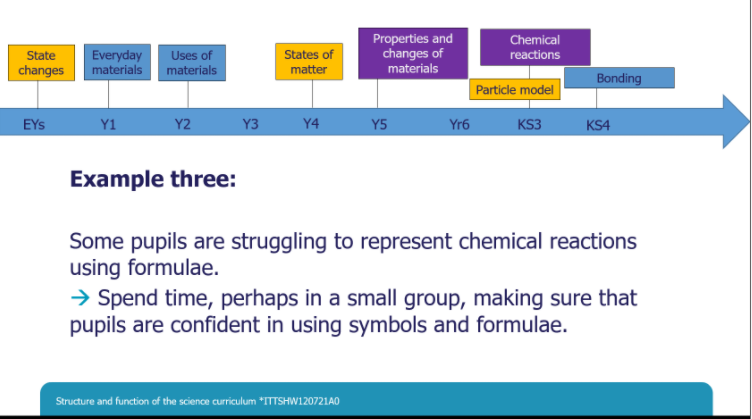 Properties and
changes of
materials
Chemical
reactions
State
changes
Everyday
materials
Uses of
materials
States of
matter
Particle model
Bonding
EYs Y1 Y2 Y3 Y4 Y5 Yr6 KS3 KS4
Example three:
Some pupils are struggling to represent chemical reactions
using formulae.
→ Spend time, perhaps in a small group, making sure that
pupils are confident in using symbols and formulae.
Structure and function of the science curriculum *ITTSHW120721A0